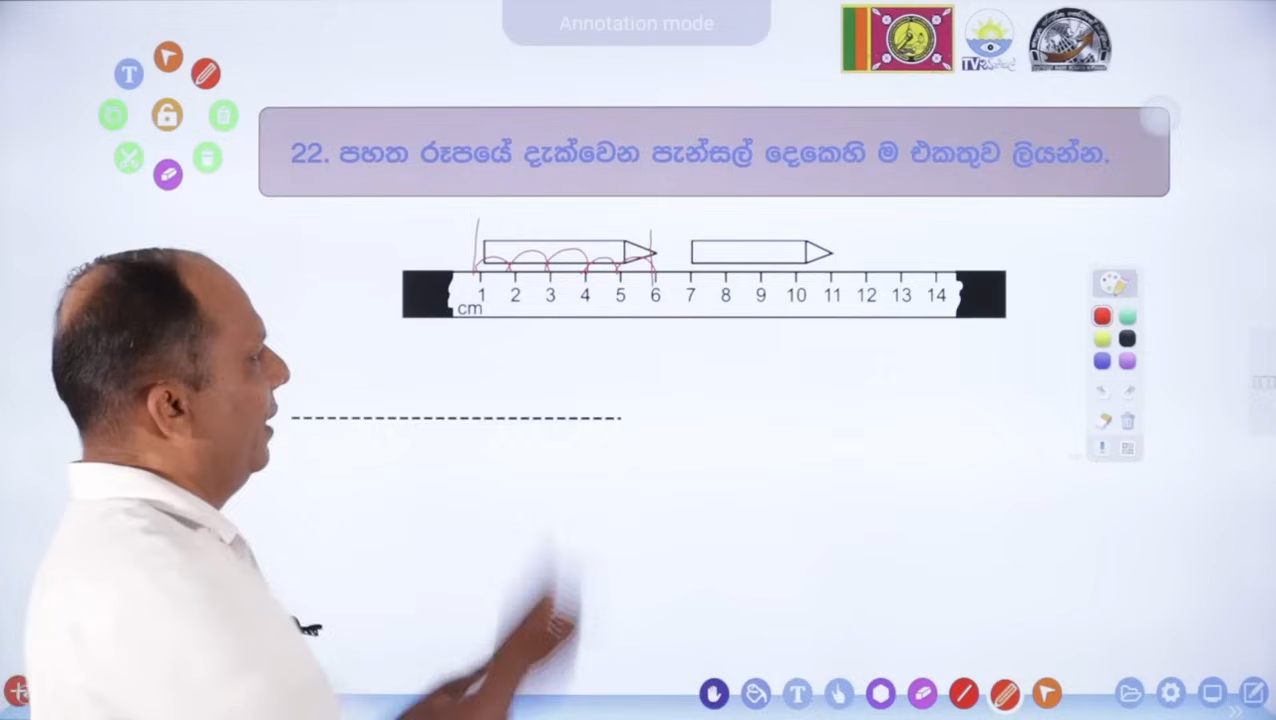 Annotation mode
22. පහත රූපයේ දැක්වෙන පැන්සල් දෙකෙහි ම එකතුව ලියන්න.
1 2 3 4 5 6 7 8 9 10 11 12 13 14
cm